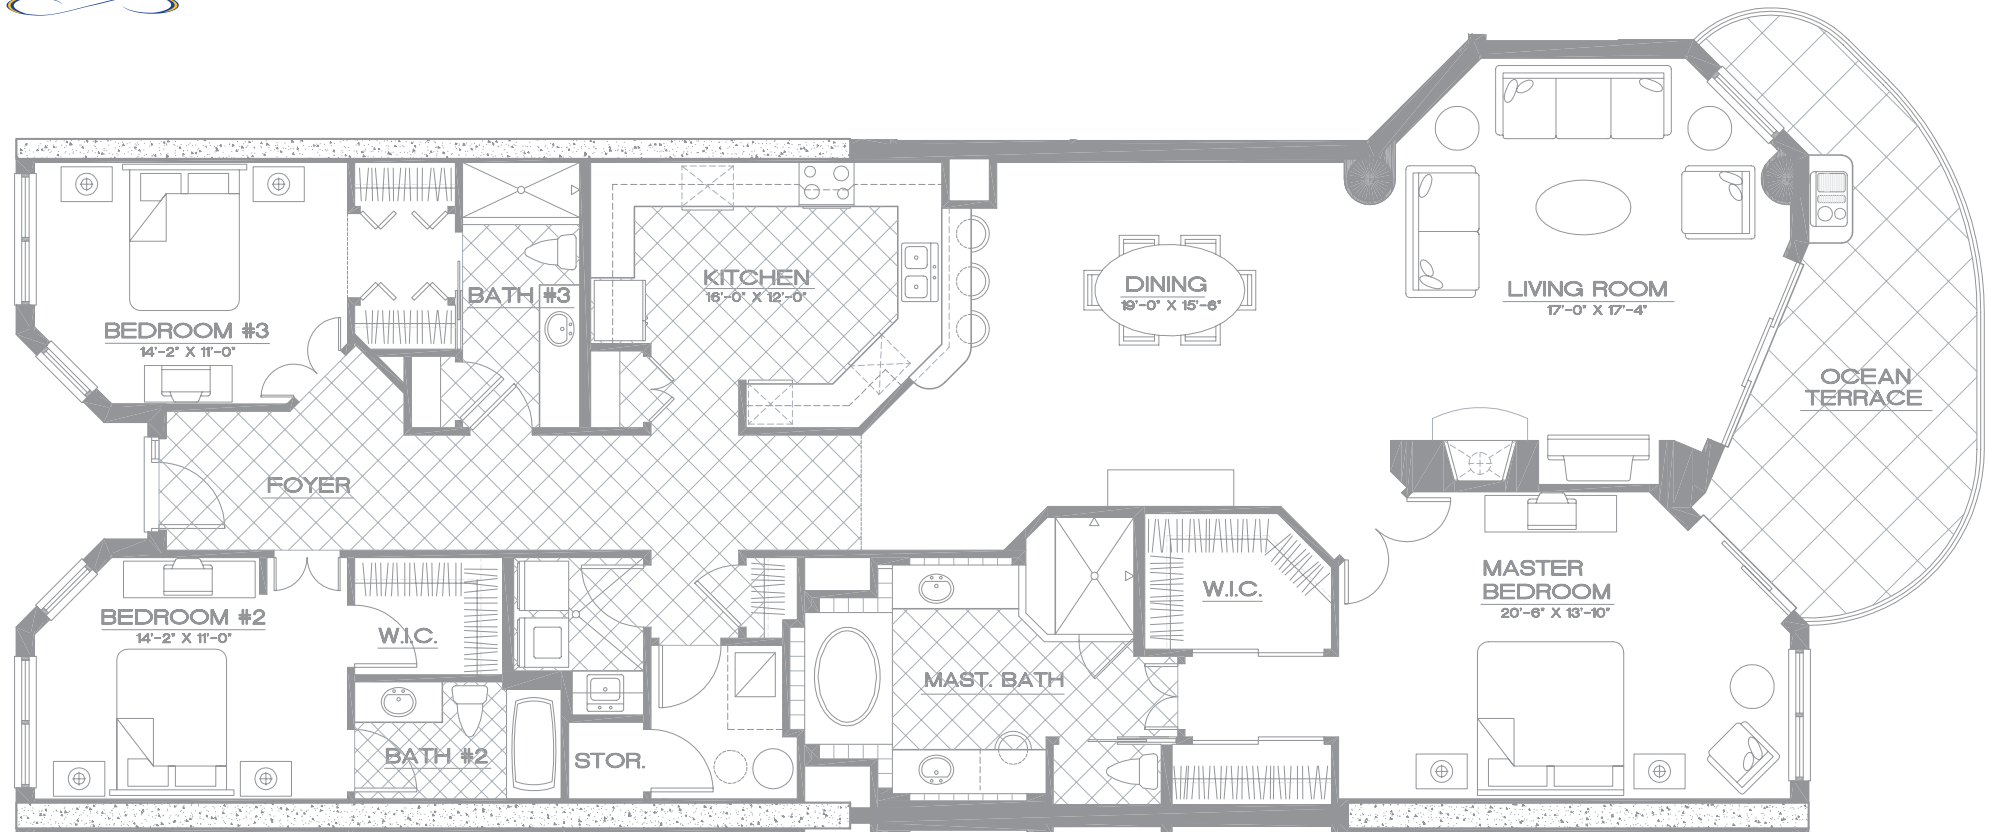 BEDROOM #3
14'-2" X 11'-0"
BATH #3
KITCHEN
16'-0" X 12'-0"
DINING
19'-0" X 15'-6"
LIVING ROOM
17'-0" X 17'-4"
OCEAN
TERRACE
FOYER
BEDROOM #2
14'-2" X 11'-0"
W.I.C.
BATH #2
STOR.
MAST. BATH
W.I.C.
MASTER
BEDROOM
20'-6" X 13'-10"